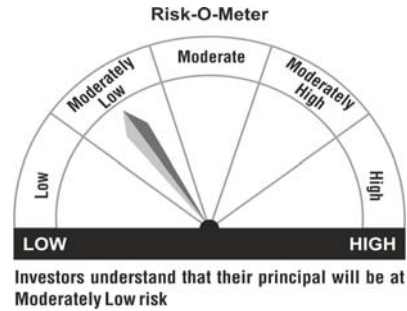 Risk-O-Meter
Moderate
Moderately
Low
Moderately
High
Low
High
LOW
HIGH
Investors understand that their principal will be at
Moderately Low risk